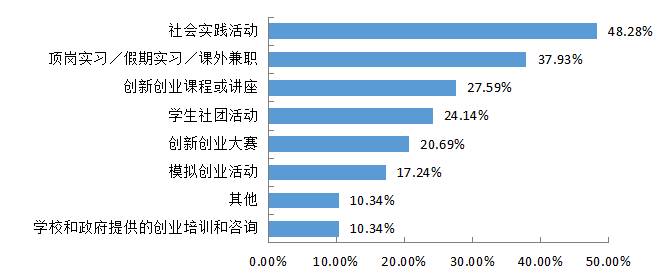 社会实践活动 48.28%
顶岗实习／假期实习／课外兼职 37.93%
创新创业课程或讲座 27.59%
学生社团活动 24.14%
创新创业大赛 20.69%
模拟创业活动 17.24%
其他 10.34%
学校和政府提供的创业培训和咨询 10.34%
0.00% 10.00% 20.00% 30.00% 40.00% 50.00%